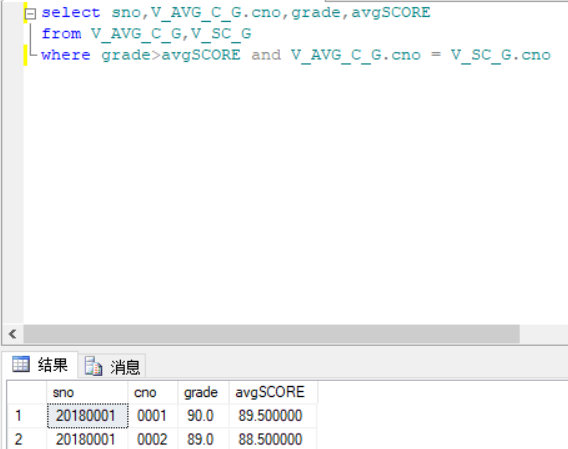 select sno,V_AVG_C_G.cno,grade,avgSCORE
from V_AVG_C_G,V_SC_G
where grade>avgSCORE and V_AVG_C_G.cno = V_SC_G.cno
结果 消息
sno cno grade avgSCORE
1 20180001 0001 90.0 89.500000
2 20180001 0002 89.0 88.500000